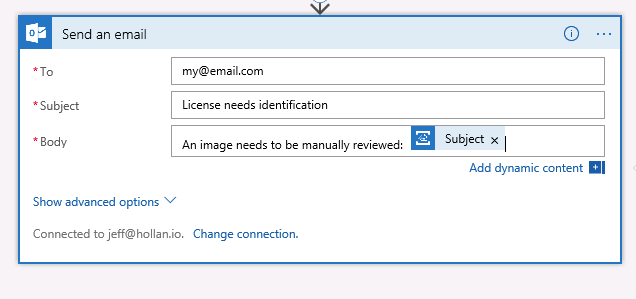 Send an email
*To
my@email.com
*Subject
License needs identification
*Body
An image needs to be manually reviewed: Subject ×
Add dynamic content
Show advanced options
Connected to jeff@hollan.io. Change connection.